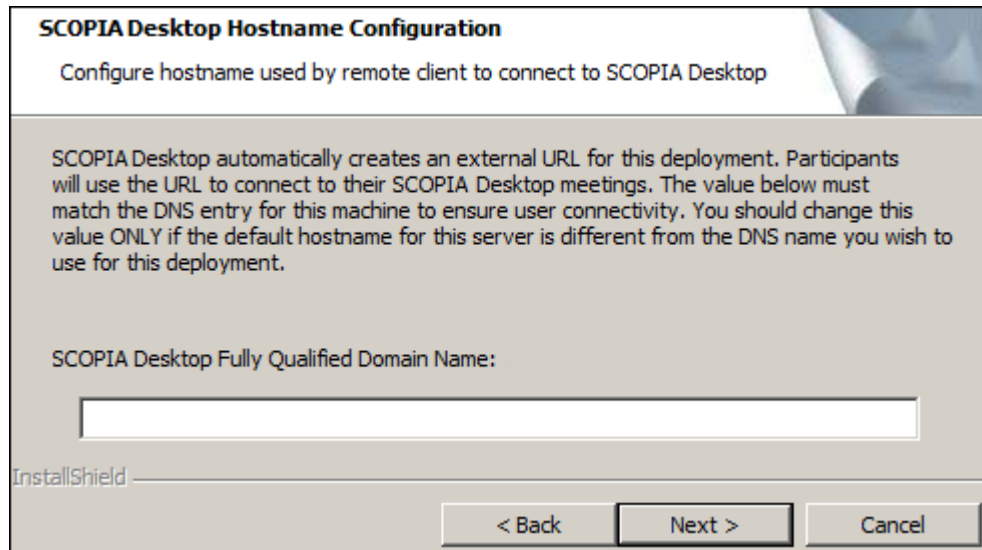 SCOPIA Desktop Hostname Configuration
Configure hostname used by remote client to connect to SCOPIA Desktop
SCOPIA Desktop automatically creates an external URL for this deployment. Participants
will use the URL to connect to their SCOPIA Desktop meetings. The value below must
match the DNS entry for this machine to ensure user connectivity. You should change this
value ONLY if the default hostname for this server is different from the DNS name you wish to
use for this deployment.
SCOPIA Desktop Fully Qualified Domain Name:
InstallShield
< Back Next > Cancel